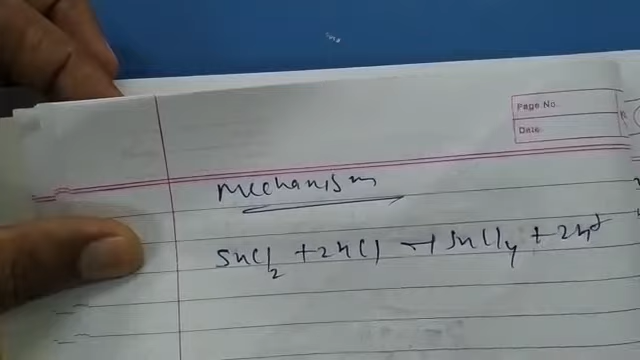 Page No.
Date.
Mechanism
SnCl2 + 2HCl → SnCl4 + 2H+